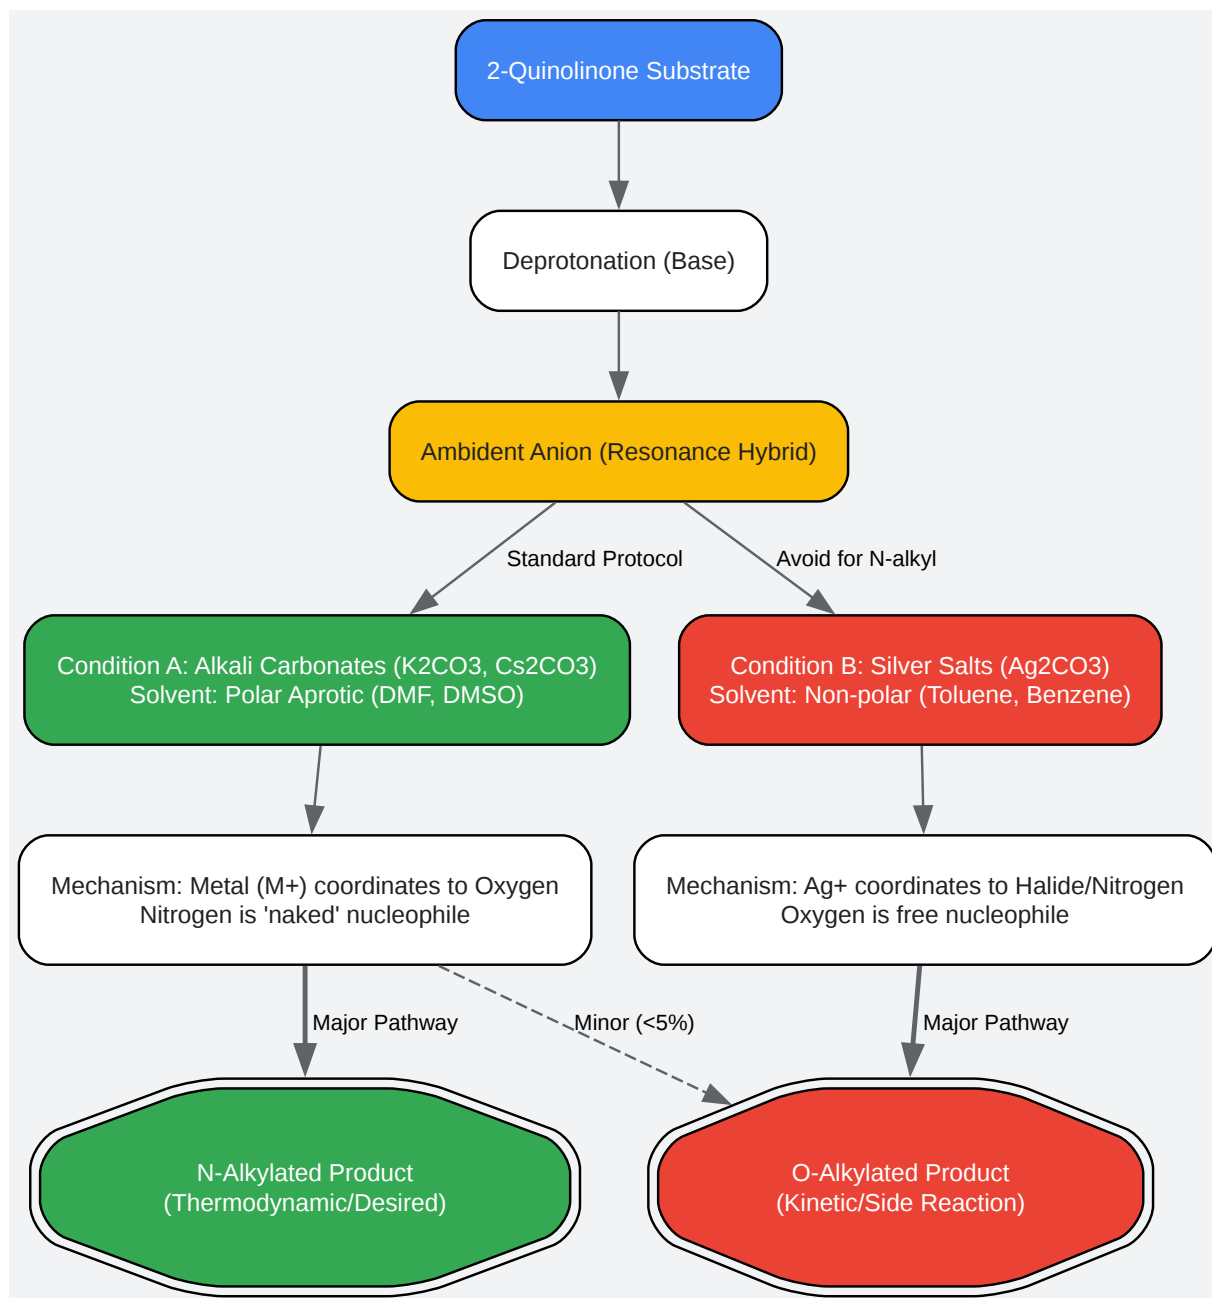 2-Quinolinone Substrate
Deprotonation (Base)
Ambident Anion (Resonance Hybrid)
Standard Protocol
Avoid for N-alkyl
Condition A: Alkali Carbonates (K2CO3, Cs2CO3)
Solvent: Polar Aprotic (DMF, DMSO)
Condition B: Silver Salts (Ag2CO3)
Solvent: Non-polar (Toluene, Benzene)
Mechanism: Metal (M+) coordinates to Oxygen
Nitrogen is 'naked' nucleophile
Mechanism: Ag+ coordinates to Halide/Nitrogen
Oxygen is free nucleophile
Major Pathway
Minor (<5%)
Major Pathway
N-Alkylated Product
(Thermodynamic/Desired)
O-Alkylated Product
(Kinetic/Side Reaction)